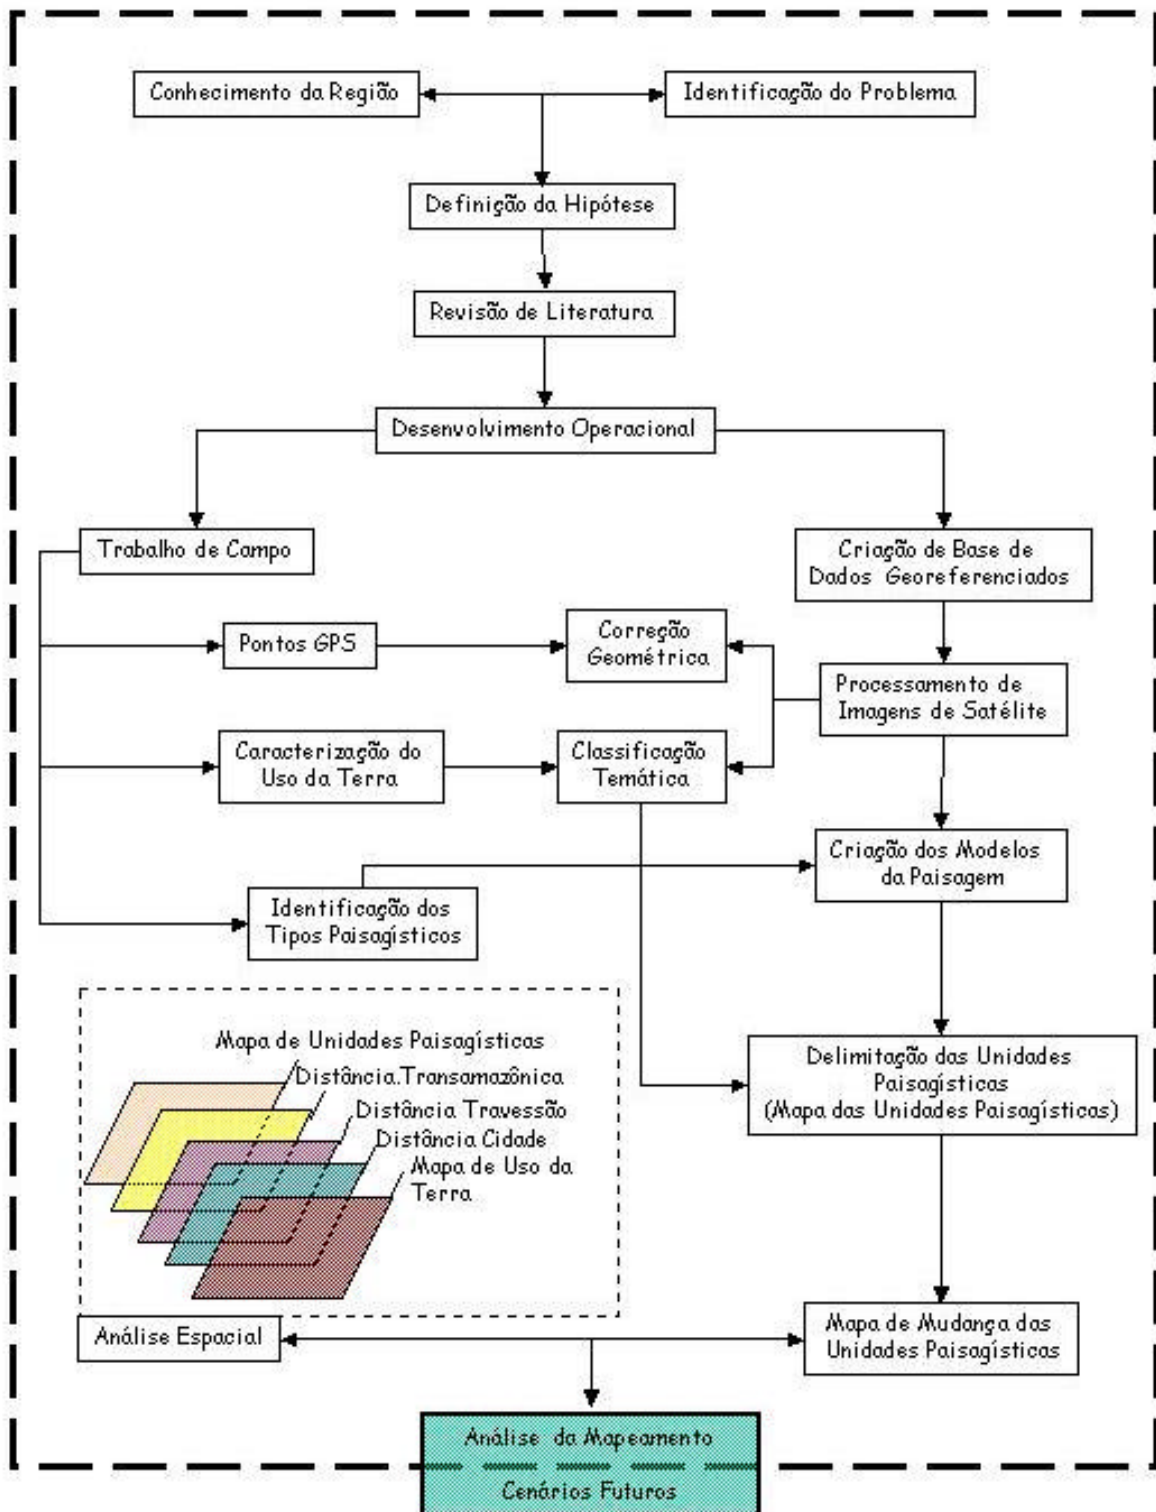 Conhecimento da Região
Identificação do Problema
Definição da Hipótese
Revisão de Literatura
Desenvolvimento Operacional
Trabalho de Campo
Criação de Base de
Dados Georeferenciados
Pontos GPS
Correção
Geométrica
Processamento de
Imagens de Satélite
Caracterização do
Uso da Terra
Classificação
Temática
Criação dos Modelos
da Paisagem
Identificação dos
Tipos Paisagísticos
Mapa de Unidades Paisagísticas
Distância.Transamazônica
Distância Travessão
Distância Cidade
Mapa de Uso da
Terra
Delimitação das Unidades
Paisagísticas
(Mapa das Unidades Paisagísticas)
Análise Espacial
Mapa de Mudança das
Unidades Paisagísticas
Análise da Mapeamento
Cenários Futuros